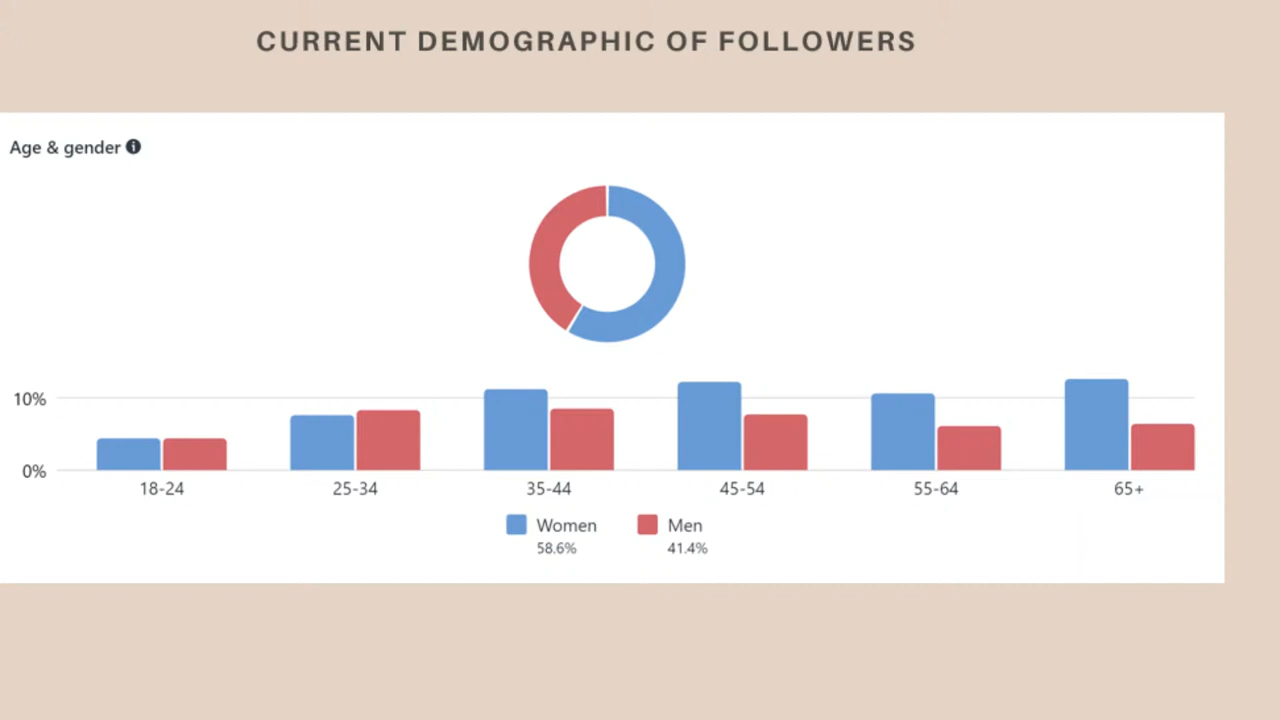 CURRENT DEMOGRAPHIC OF FOLLOWERS
Age & gender
10%
0%
18-24 25-34 35-44 45-54 55-64 65+
Women Men
58.6% 41.4%